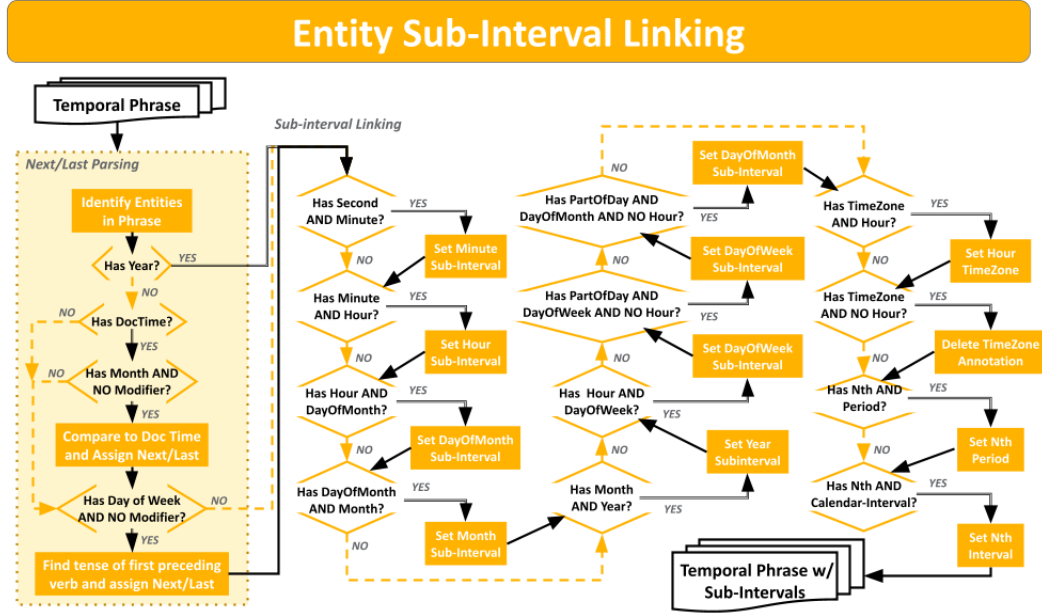 Entity Sub-Interval Linking
Temporal Phrase
Next/Last Parsing
Identify Entities
in Phrase
Has Year?
YES
NO
Has DocTime?
NO
YES
Has Month AND
NO Modifier?
NO
YES
Compare to Doc Time
and Assign Next/Last
Has Day of Week
AND NO Modifier?
NO
YES
Find tense of first preceding
verb and assign Next/Last
Sub-interval Linking
Has Second
AND Minute?
YES
Set Minute
Sub-Interval
NO
Has Minute
AND Hour?
YES
Set Hour
Sub-Interval
NO
Has Hour AND
DayOfMonth?
YES
Set DayOfMonth
Sub-Interval
NO
Has DayOfMonth
AND Month?
YES
Set Month
Sub-Interval
NO
Has Month
AND Year?
YES
Set Year
Subinterval
NO
Has Hour AND
DayOfWeek?
YES
Set DayOfWeek
Sub-Interval
NO
Has PartOfDay AND
DayOfWeek AND NO Hour?
YES
Set DayOfWeek
Sub-Interval
NO
Has PartOfDay AND
DayOfMonth AND NO Hour?
YES
Set DayOfMonth
Sub-Interval
NO
Has TimeZone
AND Hour?
YES
Set Hour
TimeZone
NO
Has TimeZone
AND NO Hour?
YES
Delete TimeZone
Annotation
NO
Has Nth AND
Period?
YES
Set Nth
Period
NO
Has Nth AND
Calendar-Interval?
YES
Set Nth
Interval
Temporal Phrase w/
Sub-Intervals